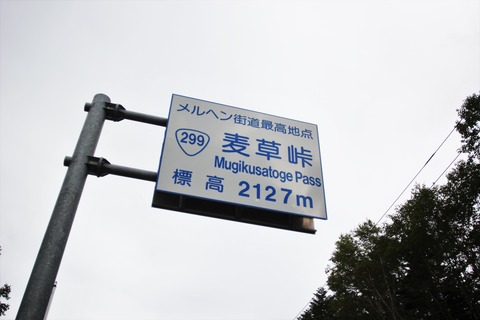 メルヘン街道最高地点
299 麦草峠
Mugikusatoge Pass
標高 2127m